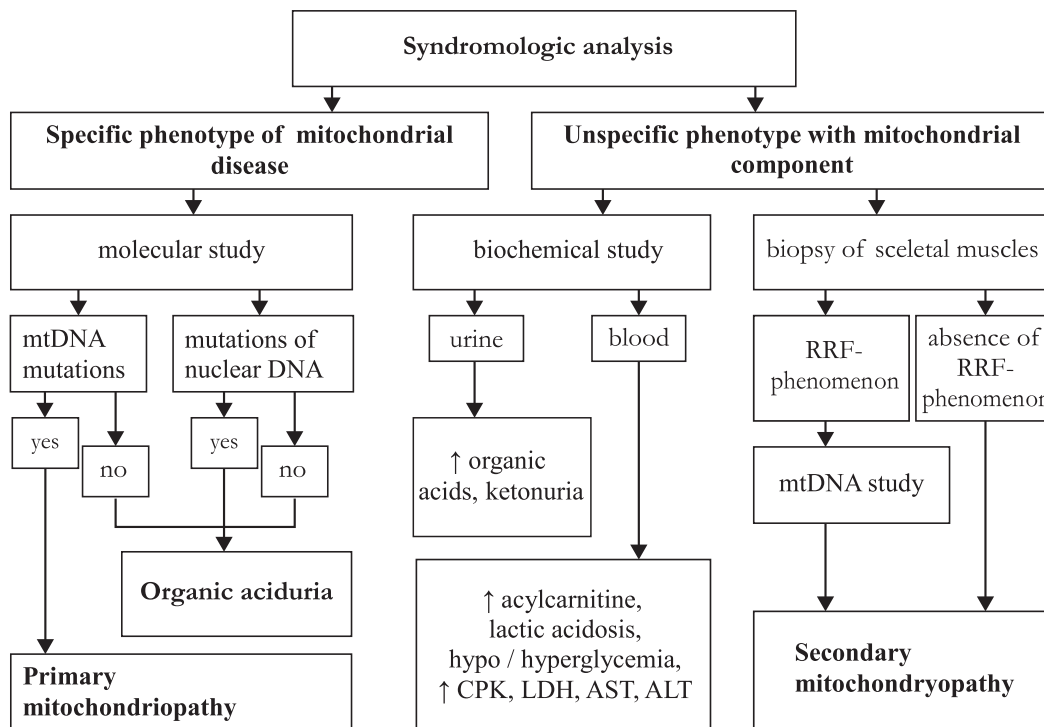 Syndromologic analysis
Specific phenotype of mitochondrial
disease
Unspecific phenotype with mitochondrial
component
molecular study
biochemical study
biopsy of sceletal muscles
mtDNA
mutations
mutations of
nuclear DNA
urine
blood
RRF-
phenomenon
absence of
RRF-
phenomenon
yes
no
yes
no
↑ organic
acids, ketonuria
mtDNA study
Organic aciduria
↑ acylcarnitine,
lactic acidosis,
hypo / hyperglycemia,
↑ CPK, LDH, AST, ALT
Primary
mitochondriopathy
Secondary
mitochondryopathy